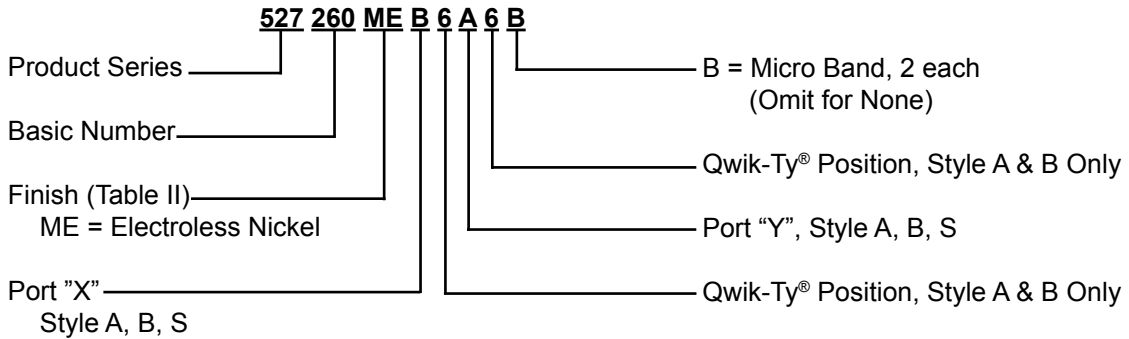 527 260 ME B 6 A 6 B
Product Series
B = Micro Band, 2 each
(Omit for None)
Basic Number
Qwik-Ty® Position, Style A & B Only
Finish (Table II)
ME = Electroless Nickel
Port “Y”, Style A, B, S
Port ”X”
Style A, B, S
Qwik-Ty® Position, Style A & B Only